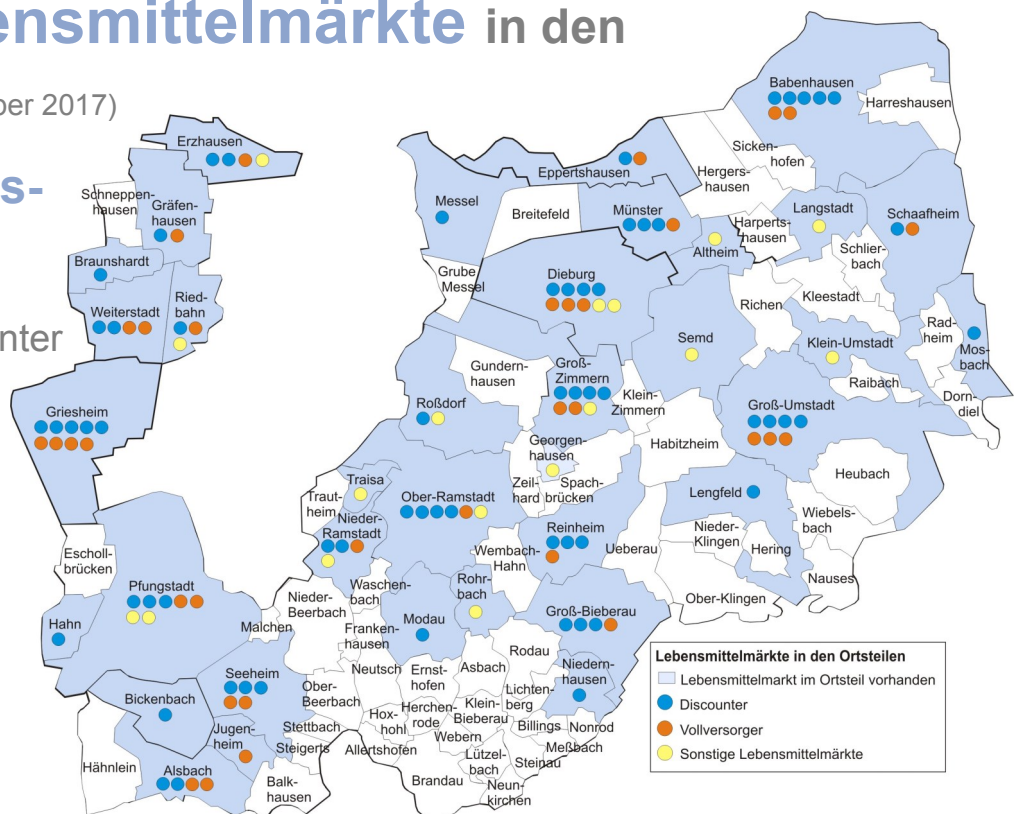 ensmittelmärkte in den
ber 2017)
s-
nter
Erzhausen
Schneppen-
hausen
Gräfen-
hausen
Braunshardt
Weiterstadt
Ried-
bahn
Griesheim
Escholl-
brücken
Pfungstadt
Hahn
Malchen
Seeheim
Bickenbach
Jugen-
heim
Hähnlein
Alsbach
Balk-
hausen
Steigerts
Stettbach
Ober-
Beerbach
Nieder-
Beerbach
Babenhausen
Harreshausen
Sicken-
hofen
Hergers-
hausen
Eppertshausen
Messel
Breitefeld
Münster
Altheim
Harperts-
hausen
Langstadt
Schaafheim
Schlier-
bach
Kleestadt
Richen
Grube
Messel
Dieburg
Semd
Klein-Umstadt
Rad-
heim
Mos-
bach
Raibach
Dorn-
diel
Gundern-
hausen
Groß-
Zimmern
Klein-
Zimmern
Roßdorf
Groß-Umstadt
Habitzheim
Georgen-
hausen
Zeil-
hard
Spach-
brücken
Heubach
Lengfeld
Wiebels-
bach
Traisa
Traut-
heim
Nieder-
Ramstadt
Ober-Ramstadt
Reinheim
Ueberau
Nieder-
Klingen
Hering
Nauses
Ober-Klingen
Wembach-
Hahn
Waschen-
bach
Rohr-
bach
Groß-Bieberau
Franken-
hausen
Modau
Rodau
Niedern-
hausen
Neutsch
Ernst-
hofen
Asbach
Lichten-
berg
Hox-
hohl
Herchen-
rode
Klein-
Bieberau
Billings
Nonrod
Webern
Meßbach
Allertshofen
Lützel-
bach
Steinau
Brandau
Neun-
kirchen
Lebensmittelmärkte in den Ortsteilen
Lebensmittelmarkt im Ortsteil vorhanden
Discounter
Vollversorger
Sonstige Lebensmittelmärkte